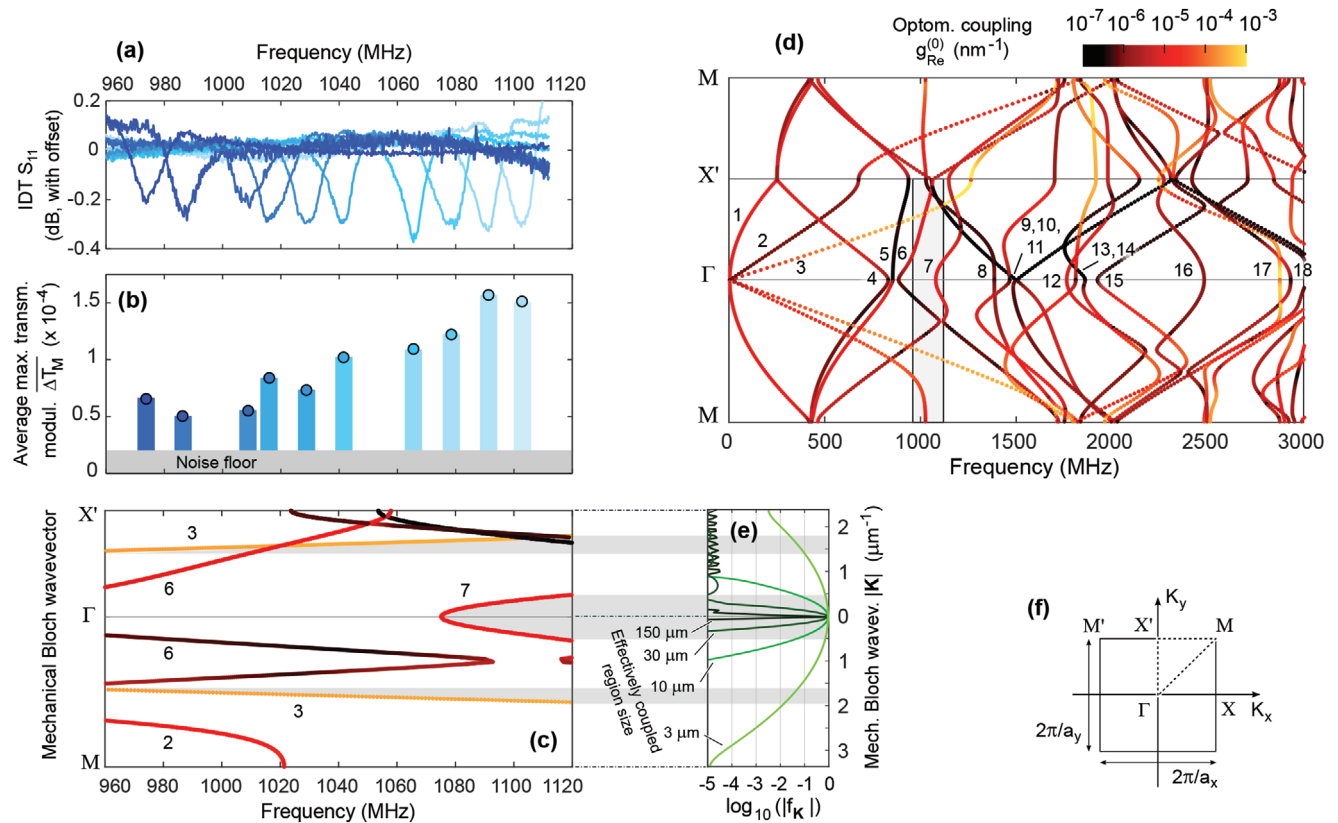 (a)
Frequency (MHz)
960 980 1000 1020 1040 1060 1080 1100 1120
0.2
0
-0.2
-0.4
IDT S11
(dB, with offset)
(b)
1.5
1
0.5
0
Average max. transm.
modul. ΔT_M (x 10^-4)
Noise floor
X'
Γ
M
Mechanical Bloch wavevector
3
6
7
6
3
2
(c)
960 980 1000 1020 1040 1060 1080 1100 1120
Frequency (MHz)
(d)
Optom. coupling
g_Re^(0) (nm^-1)
10^-7 10^-6 10^-5 10^-4 10^-3
M
X'
Γ
M
1
2
3
4
5
6
7
8
9,10,
11
12
13,14
15
16
17
18
0 500 1000 1500 2000 2500 3000
Frequency (MHz)
(e)
150 μm
30 μm
10 μm
3 μm
Effectively coupled
region size
2
1
0
1
2
3
Mech. Bloch wavev. |K| (μm^-1)
-5 -4 -3 -2 -1 0
log10(|f_K|)
(f)
K_y
M' X' M
Γ X K_x
2π/a_y
2π/a_x